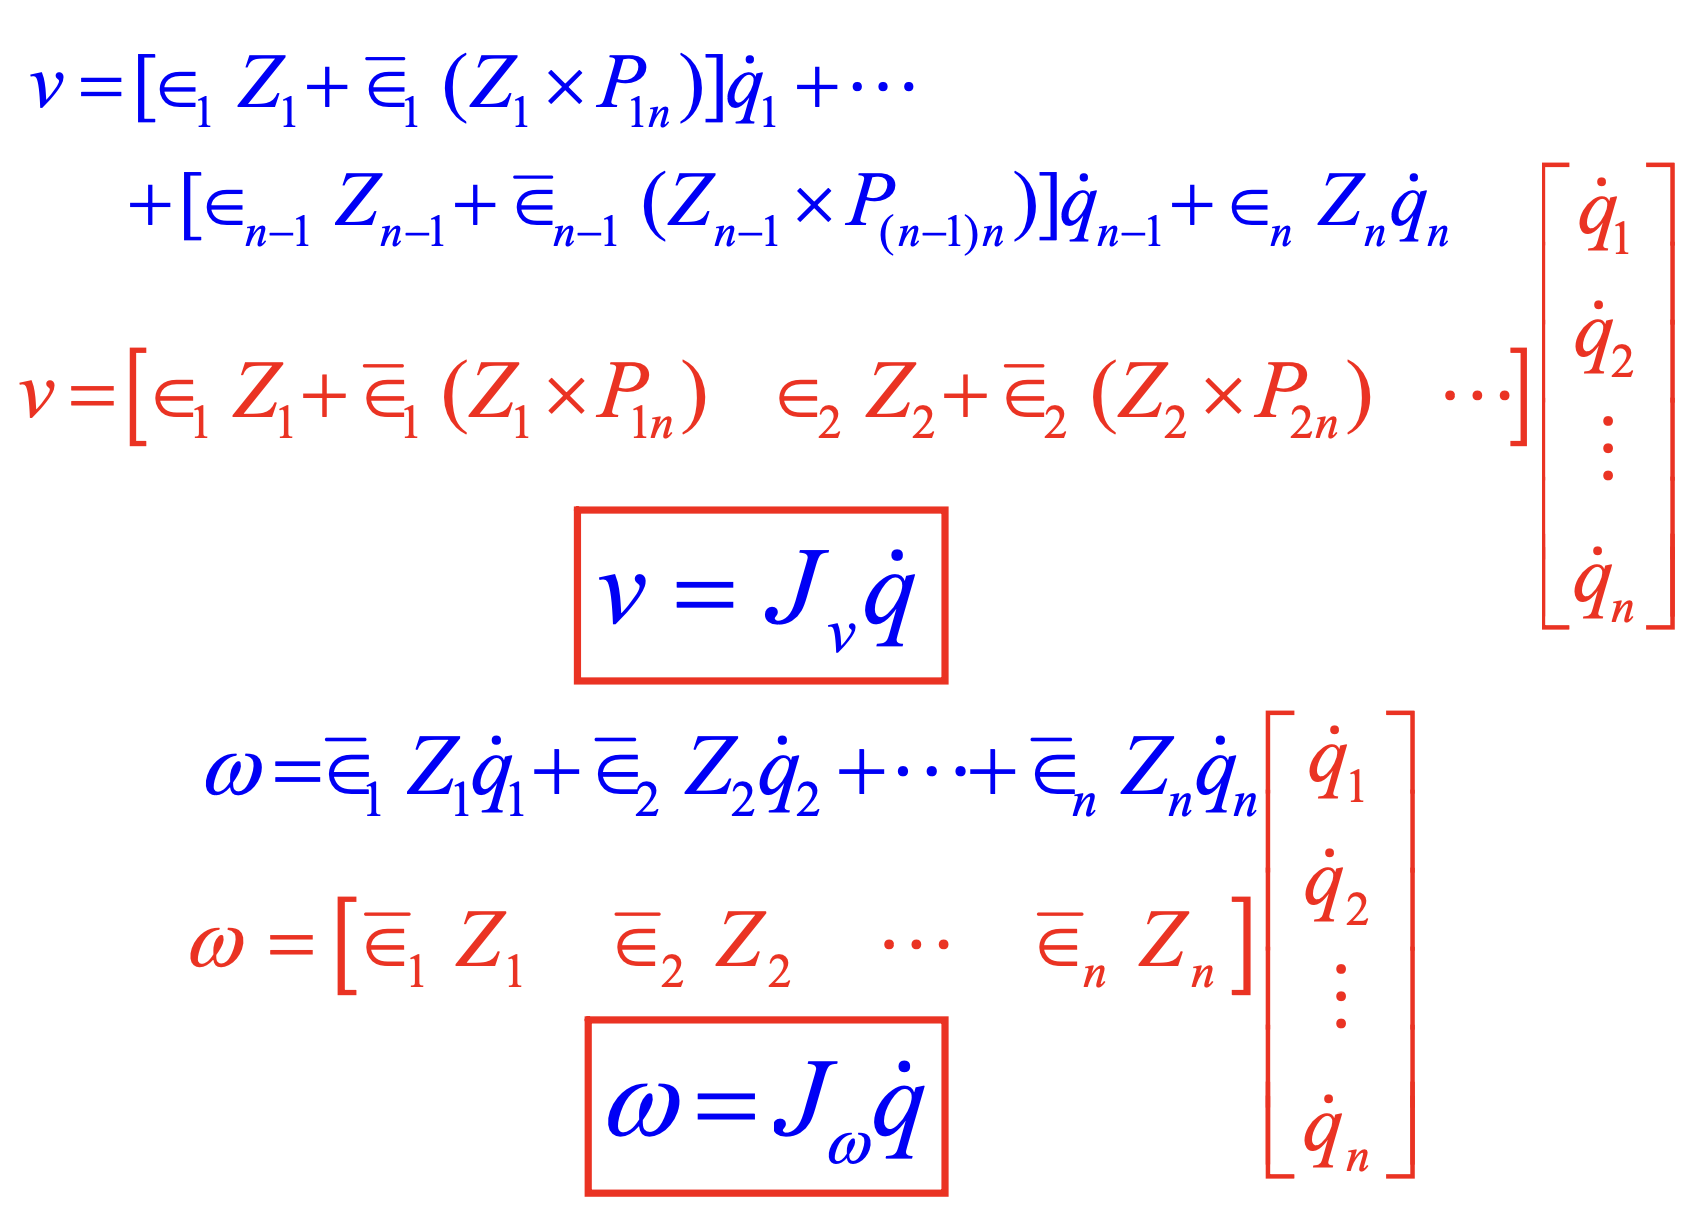 v = [∈₁ Z₁ + ∈̅₁ (Z₁ × P₁ₙ)]q̇₁ + ⋯
+ [∈ₙ₋₁ Zₙ₋₁ + ∈̅ₙ₋₁ (Zₙ₋₁ × P₍ₙ₋₁₎ₙ)]q̇ₙ₋₁ + ∈ₙ Zₙq̇ₙ
v = [∈₁ Z₁ + ∈̅₁ (Z₁ × P₁ₙ) ∈₂ Z₂ + ∈̅₂ (Z₂ × P₂ₙ) ⋯] [q̇₁ q̇₂ ⋮ q̇ₙ]
v = J_v q̇
ω = ∈̅₁ Z₁q̇₁ + ∈̅₂ Z₂q̇₂ + ⋯ + ∈̅ₙ Zₙq̇ₙ
ω = [∈̅₁ Z₁ ∈̅₂ Z₂ ⋯ ∈̅ₙ Zₙ] [q̇₁ q̇₂ ⋮ q̇ₙ]
ω = J_ω q̇